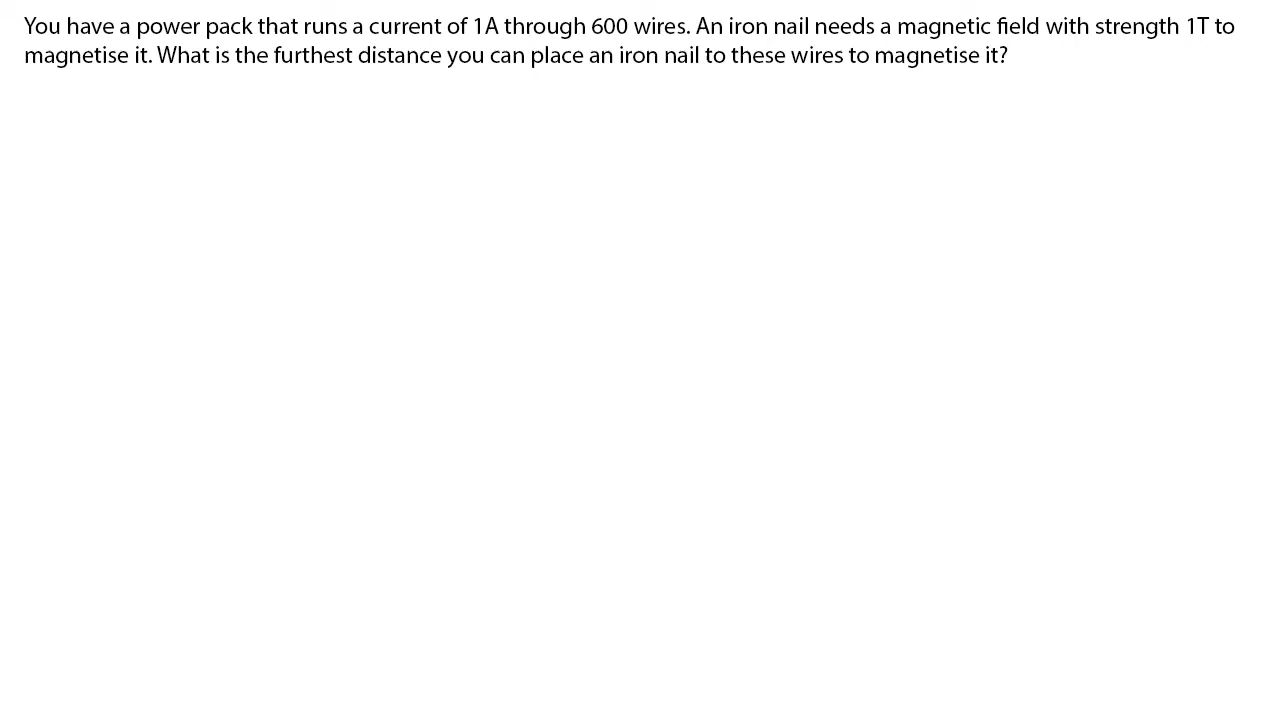 You have a power pack that runs a current of 1A through 600 wires. An iron nail needs a magnetic field with strength 1T to
magnetise it. What is the furthest distance you can place an iron nail to these wires to magnetise it?